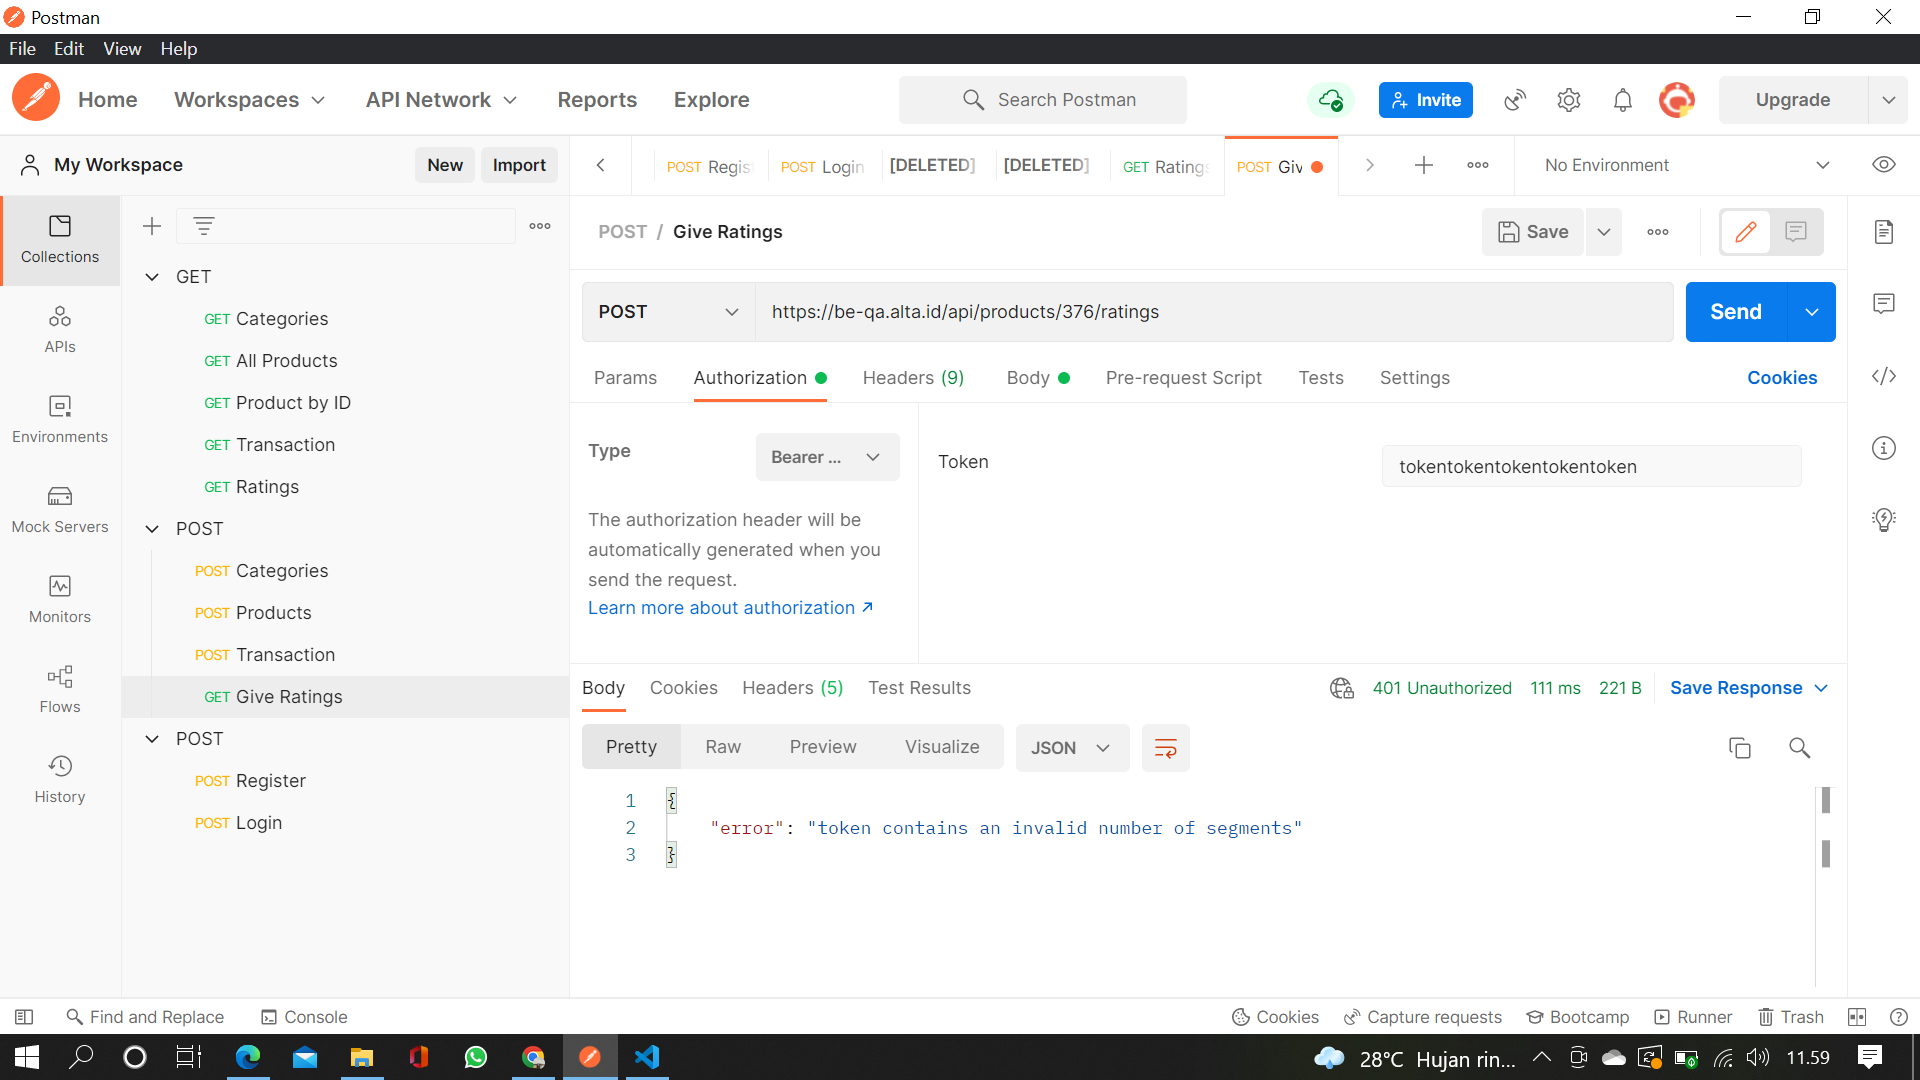 Postman
File Edit View Help
Home Workspaces API Network Reports Explore Search Postman Invite Upgrade
My Workspace New Import
POST Regist POST Login [DELETED] [DELETED] GET Ratings POST Giv No Environment
Collections
APIs
Environments
Mock Servers
Monitors
Flows
History
GET
GET Categories
GET All Products
GET Product by ID
GET Transaction
GET Ratings
POST
POST Categories
POST Products
POST Transaction
GET Give Ratings
POST
POST Register
POST Login
POST / Give Ratings Save
POST https://be-qa.alta.id/api/products/376/ratings Send
Params Authorization Headers (9) Body Pre-request Script Tests Settings Cookies
Type Bearer ...
The authorization header will be
automatically generated when you
send the request.
Learn more about authorization ↗
Token tokentokentokentokentoken
Body Cookies Headers (5) Test Results 401 Unauthorized 111 ms 221 B Save Response
Pretty Raw Preview Visualize JSON
1 {
2 "error": "token contains an invalid number of segments"
3 }
Find and Replace Console Cookies Capture requests Bootcamp Runner Trash
28°C Hujan rin... 11.59